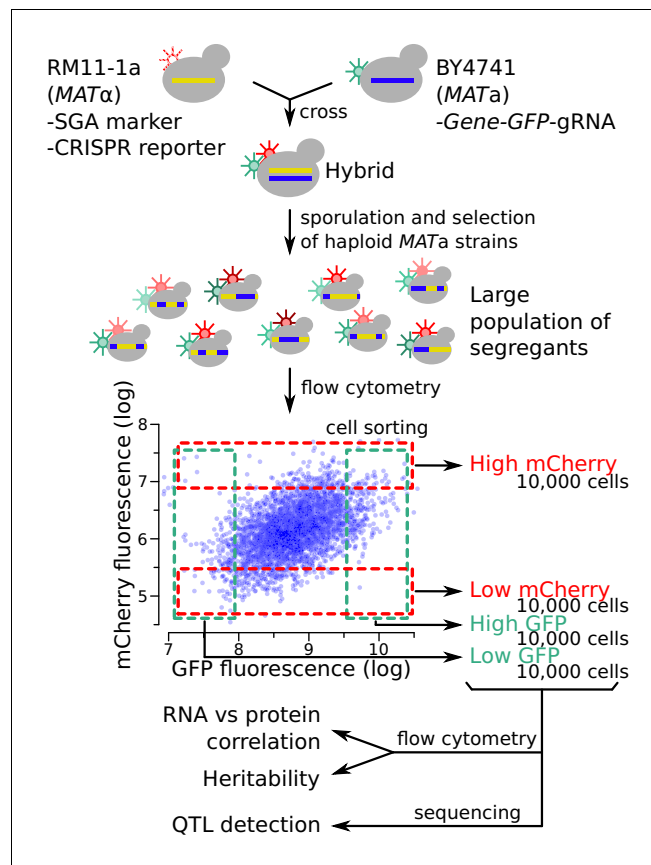 RM11-1a
(MATα)
-SGA marker
-CRISPR reporter
BY4741
(MATa)
-Gene-GFP-gRNA
cross
Hybrid
sporulation and selection
of haploid MATa strains
Large
population of
segregants
flow cytometry
mCherry fluorescence (log)
8
7
6
5
cell sorting
High mCherry
10,000 cells
Low mCherry
10,000 cells
High GFP
10,000 cells
Low GFP
10,000 cells
7 8 9 10
GFP fluorescence (log)
RNA vs protein
correlation
flow cytometry
Heritability
sequencing
QTL detection